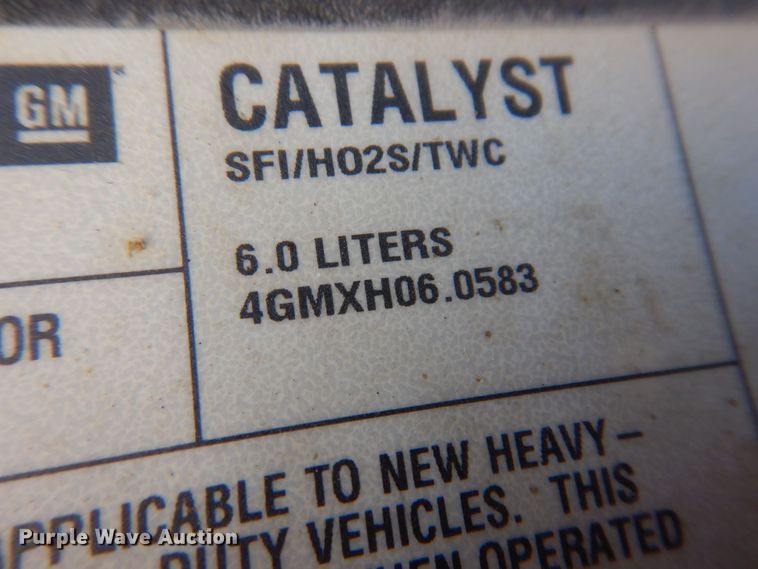 GM
CATALYST
SFI/HO2S/TWC
6.0 LITERS
4GMXH06.0583
OR
APPLICABLE TO NEW HEAVY-
DUTY VEHICLES. THIS
WHEN OPERATED
Purple Wave Auction